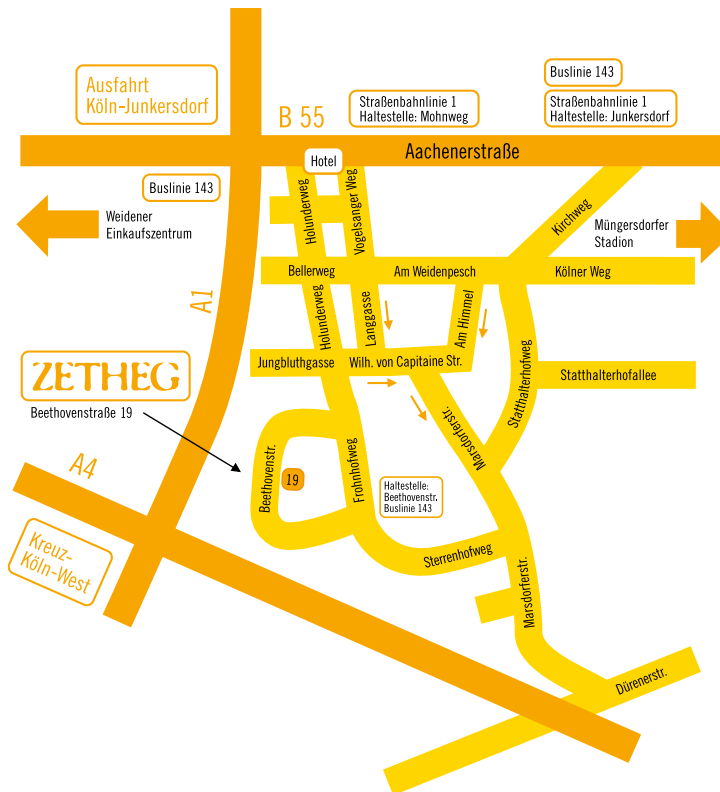 Ausfahrt
Köln-Junkersdorf
B 55
Straßenbahnlinie 1
Haltestelle: Mohnweg
Buslinie 143
Straßenbahnlinie 1
Haltestelle: Junkersdorf
Aachenerstraße
Hotel
Buslinie 143
Weidener
Einkaufszentrum
Holunderweg
Vogelsanger Weg
Kirchweg
Müngersdorfer
Stadion
Bellerweg
Am Weidenpesch
Kölner Weg
A1
Holunderweg
Langgasse
Am Himmel
Statthalterhofweg
Jungbluthgasse
Wilh. von Capitaine Str.
Statthalterhofallee
ZETHEG
Beethovenstraße 19
Marsdorferstr.
A4
Beethovenstr.
19
Frohnhofweg
Haltestelle:
Beethovenstr.
Buslinie 143
Kreuz-
Köln-West
Sterrenhofweg
Marsdorferstr.
Dürenerstr.